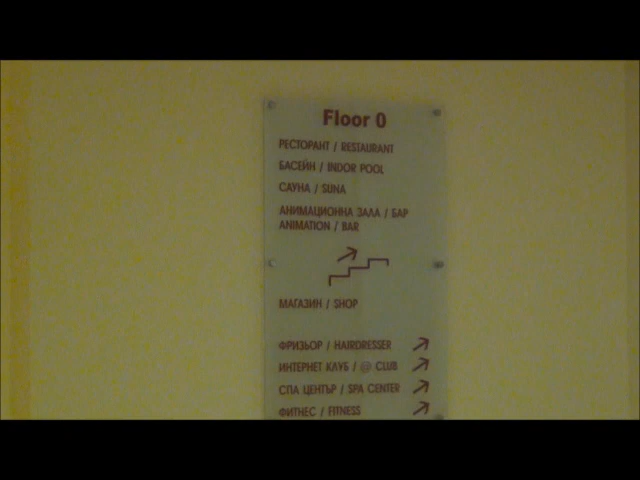 Floor 0
РЕСТОРАНТ / RESTAURANT
БАСЕЙН / INDOR POOL
САУНА / SUNA
АНИМАЦИОННА ЗАЛА / БАР
ANIMATION / BAR
МАГАЗИН / SHOP
ФРИЗЬОР / HAIRDRESSER
ИНТЕРНЕТ КЛУБ / @ CLUB
СПА ЦЕНТЪР / SPA CENTER
ФИТНЕС / FITNESS